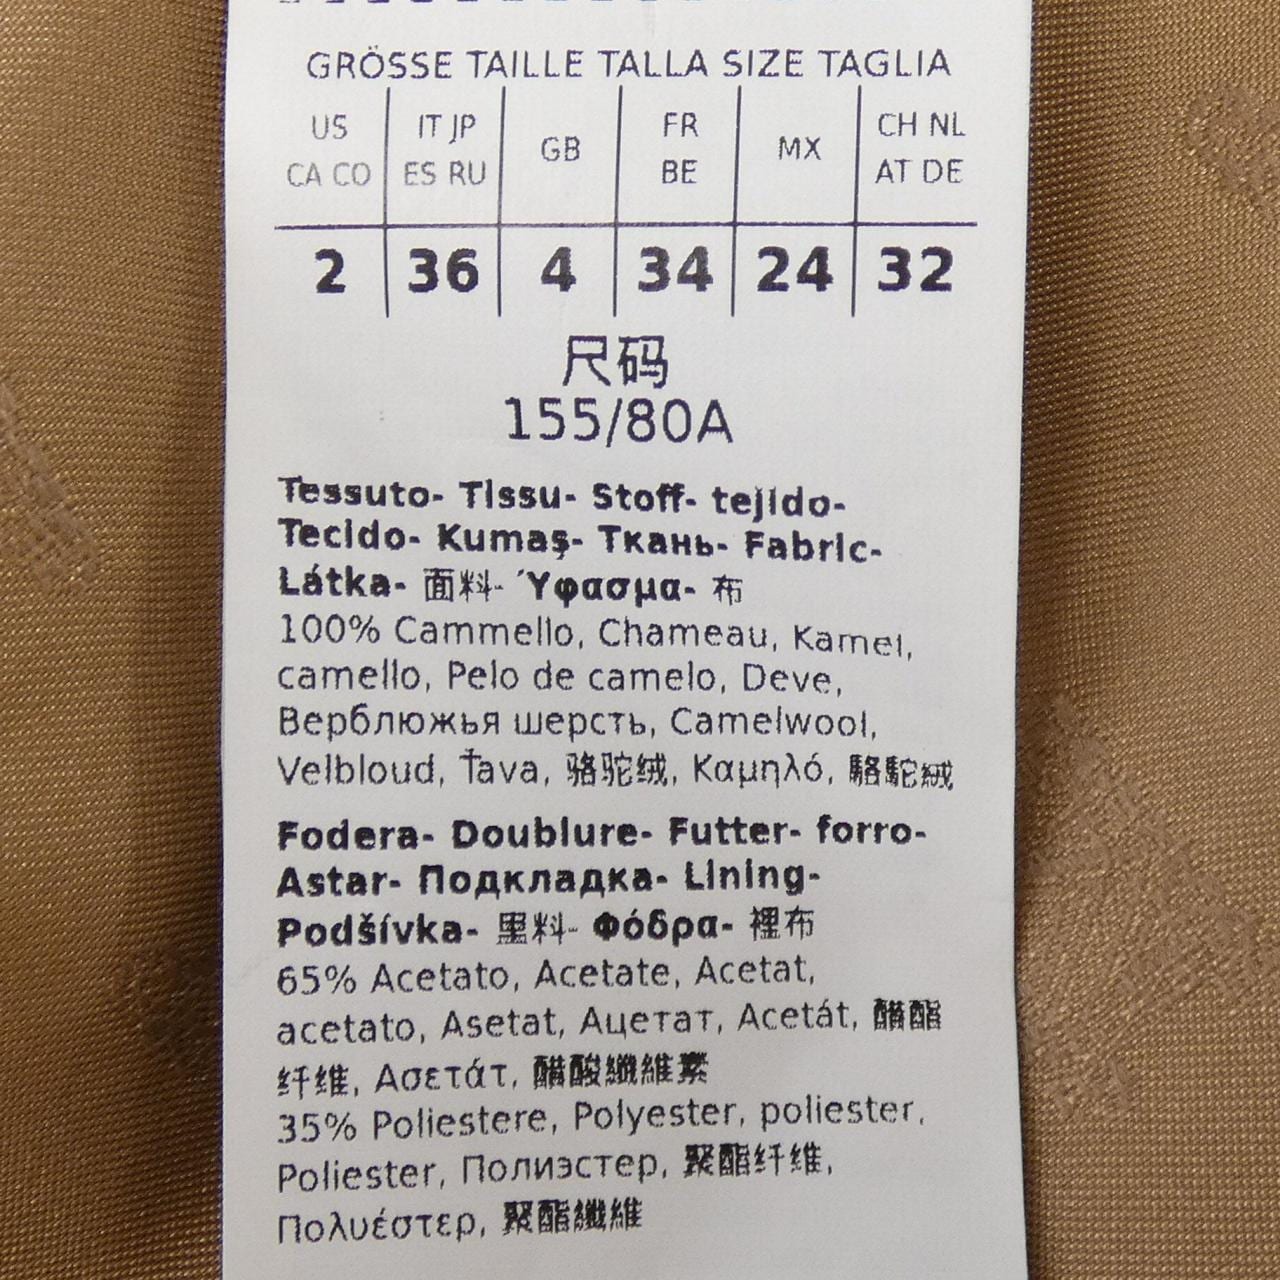 GRÖSSE TAILLE TALLA SIZE TAGLIA
US CA CO IT JP ES RU GB FR BE MX CH NL AT DE
2 36 4 34 24 32
尺码
155/80A
Tessuto- Tissu- Stoff- tejido-
Tecido- Kumaş- Ткань- Fabric-
Látka- 面料- Ύφασμα- 布
100% Cammello, Chameau, Kamel,
camello, Pelo de camelo, Deve,
Верблюжья шерсть, Camelwool,
Velbloud, Ťava, 骆驼绒, Καμηλό, 駱駝絨
Fodera- Doublure- Futter- forro-
Astar- Подкладка- Lining-
Podšívka- 里料- Φόδρα- 裡布
65% Acetato, Acetate, Acetat,
acetato, Asetat, Ацетат, Acetát, 醋酯
纤维, Ασετάτ, 醋酸纖維素
35% Poliestere, Polyester, poliester,
Poliester, Полиэстер, 聚酯纤维,
Πολυέστερ, 聚酯纖維